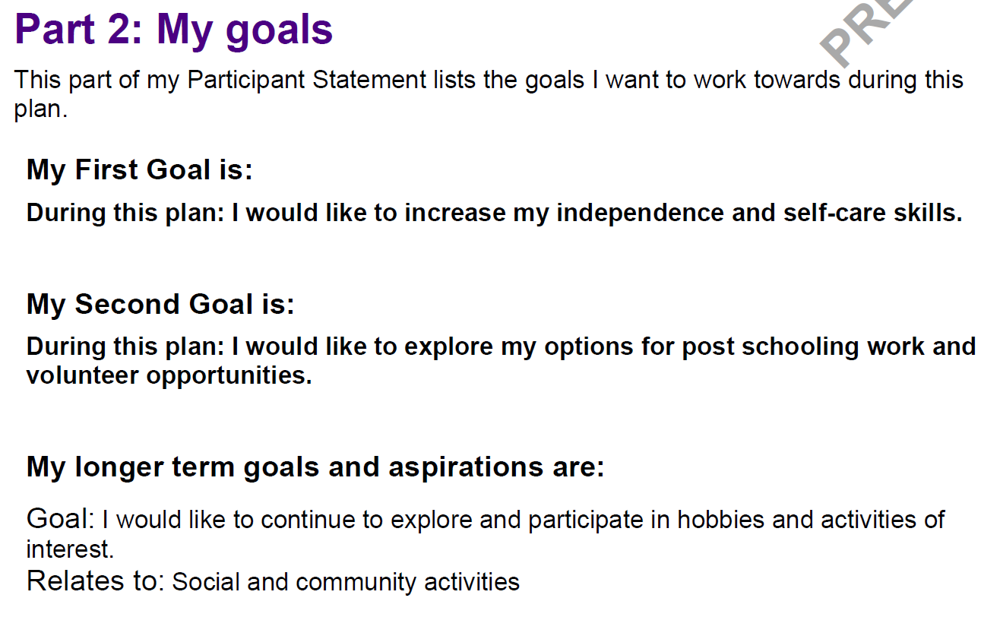 Part 2: My goals
This part of my Participant Statement lists the goals I want to work towards during this
plan.
My First Goal is:
During this plan: I would like to increase my independence and self-care skills.
My Second Goal is:
During this plan: I would like to explore my options for post schooling work and
volunteer opportunities.
My longer term goals and aspirations are:
Goal: I would like to continue to explore and participate in hobbies and activities of
interest.
Relates to: Social and community activities